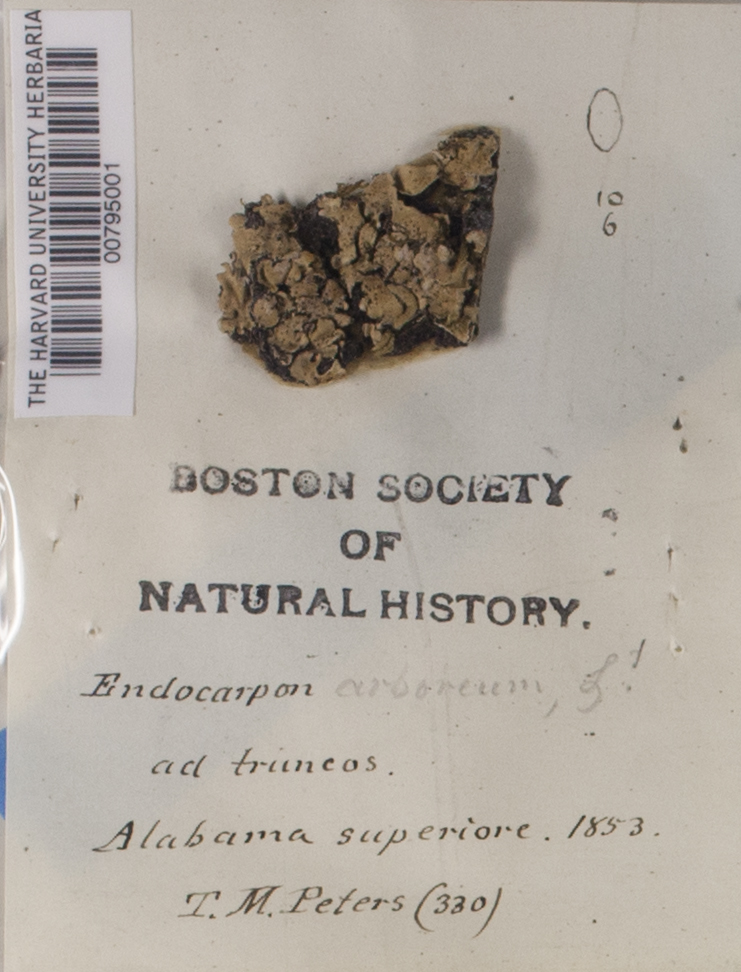 THE HARVARD UNIVERSITY HERBARIA
00795001
10
6
BOSTON SOCIETY
OF
NATURAL HISTORY.
Endocarpon arboreum,
ad truncos.
Alabama superiore. 1853.
T. M. Peters (330)